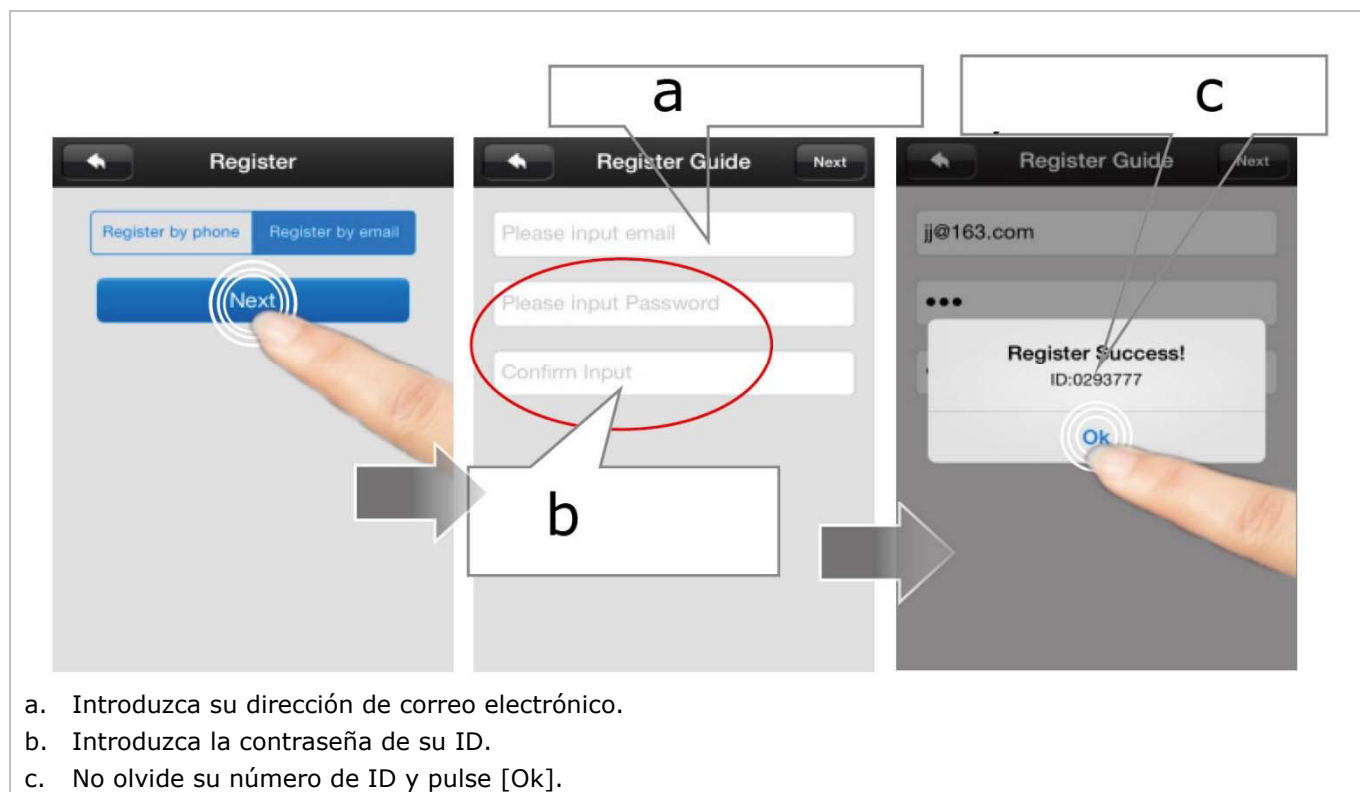 a
c
Register
Register by phone
Register by email
Next
Register Guide
Next
Please input email
Please input Password
Confirm Input
b
Register Guide
Next
jj@163.com
•••
Register Success!
ID:0293777
Ok
a. Introduzca su dirección de correo electrónico.
b. Introduzca la contraseña de su ID.
c. No olvide su número de ID y pulse [Ok].